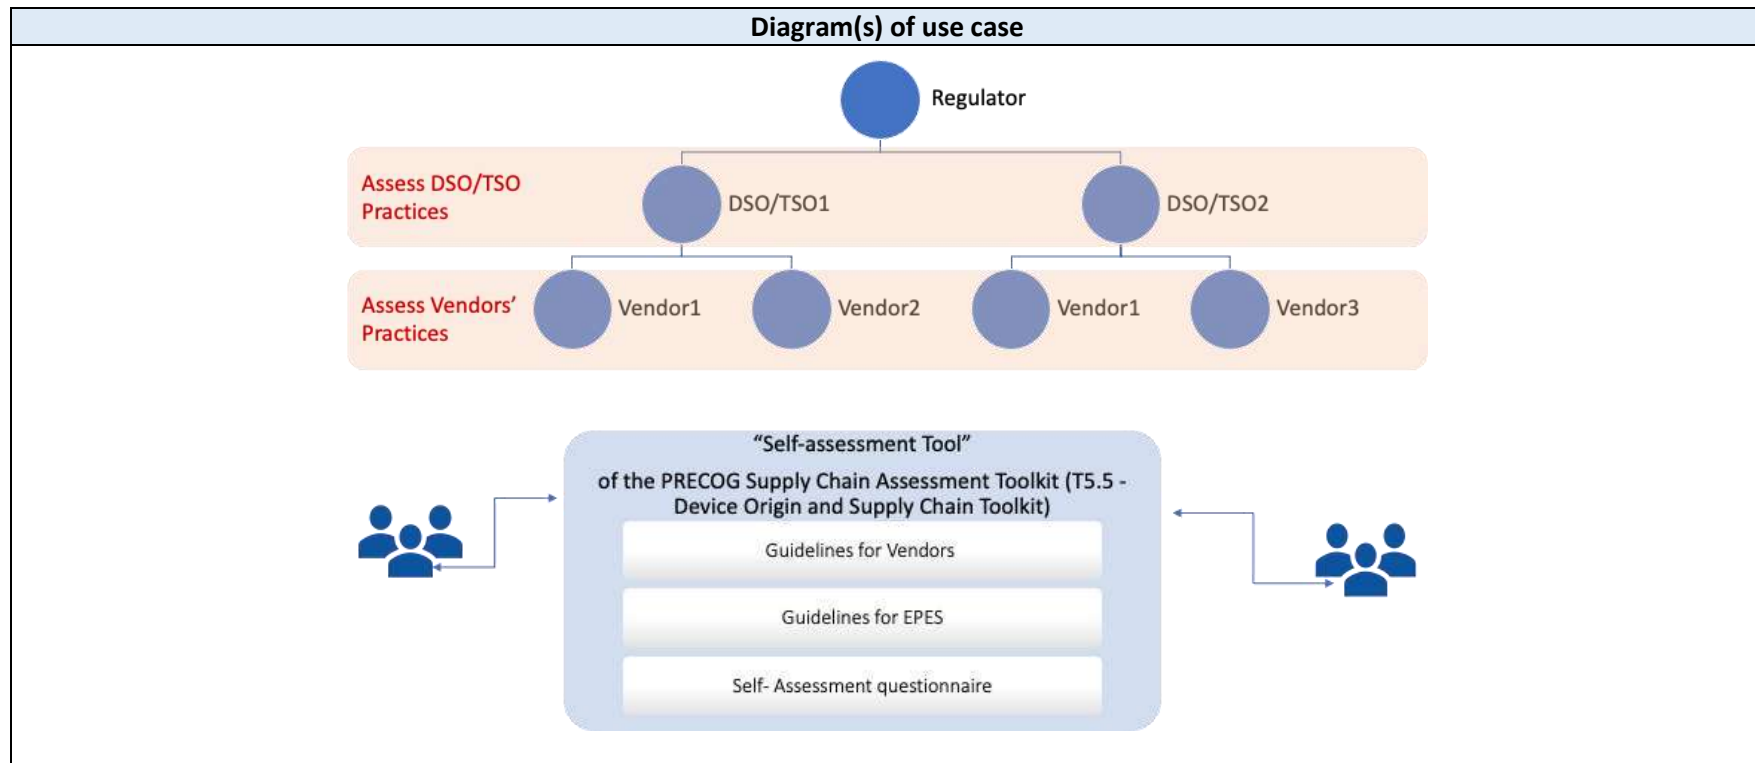 Diagram(s) of use case
Regulator
Assess DSO/TSO
Practices
DSO/TSO1
DSO/TSO2
Assess Vendors’
Practices
Vendor1
Vendor2
Vendor1
Vendor3
“Self-assessment Tool”
of the PRECOG Supply Chain Assessment Toolkit (T5.5 -
Device Origin and Supply Chain Toolkit)
Guidelines for Vendors
Guidelines for EPES
Self- Assessment questionnaire